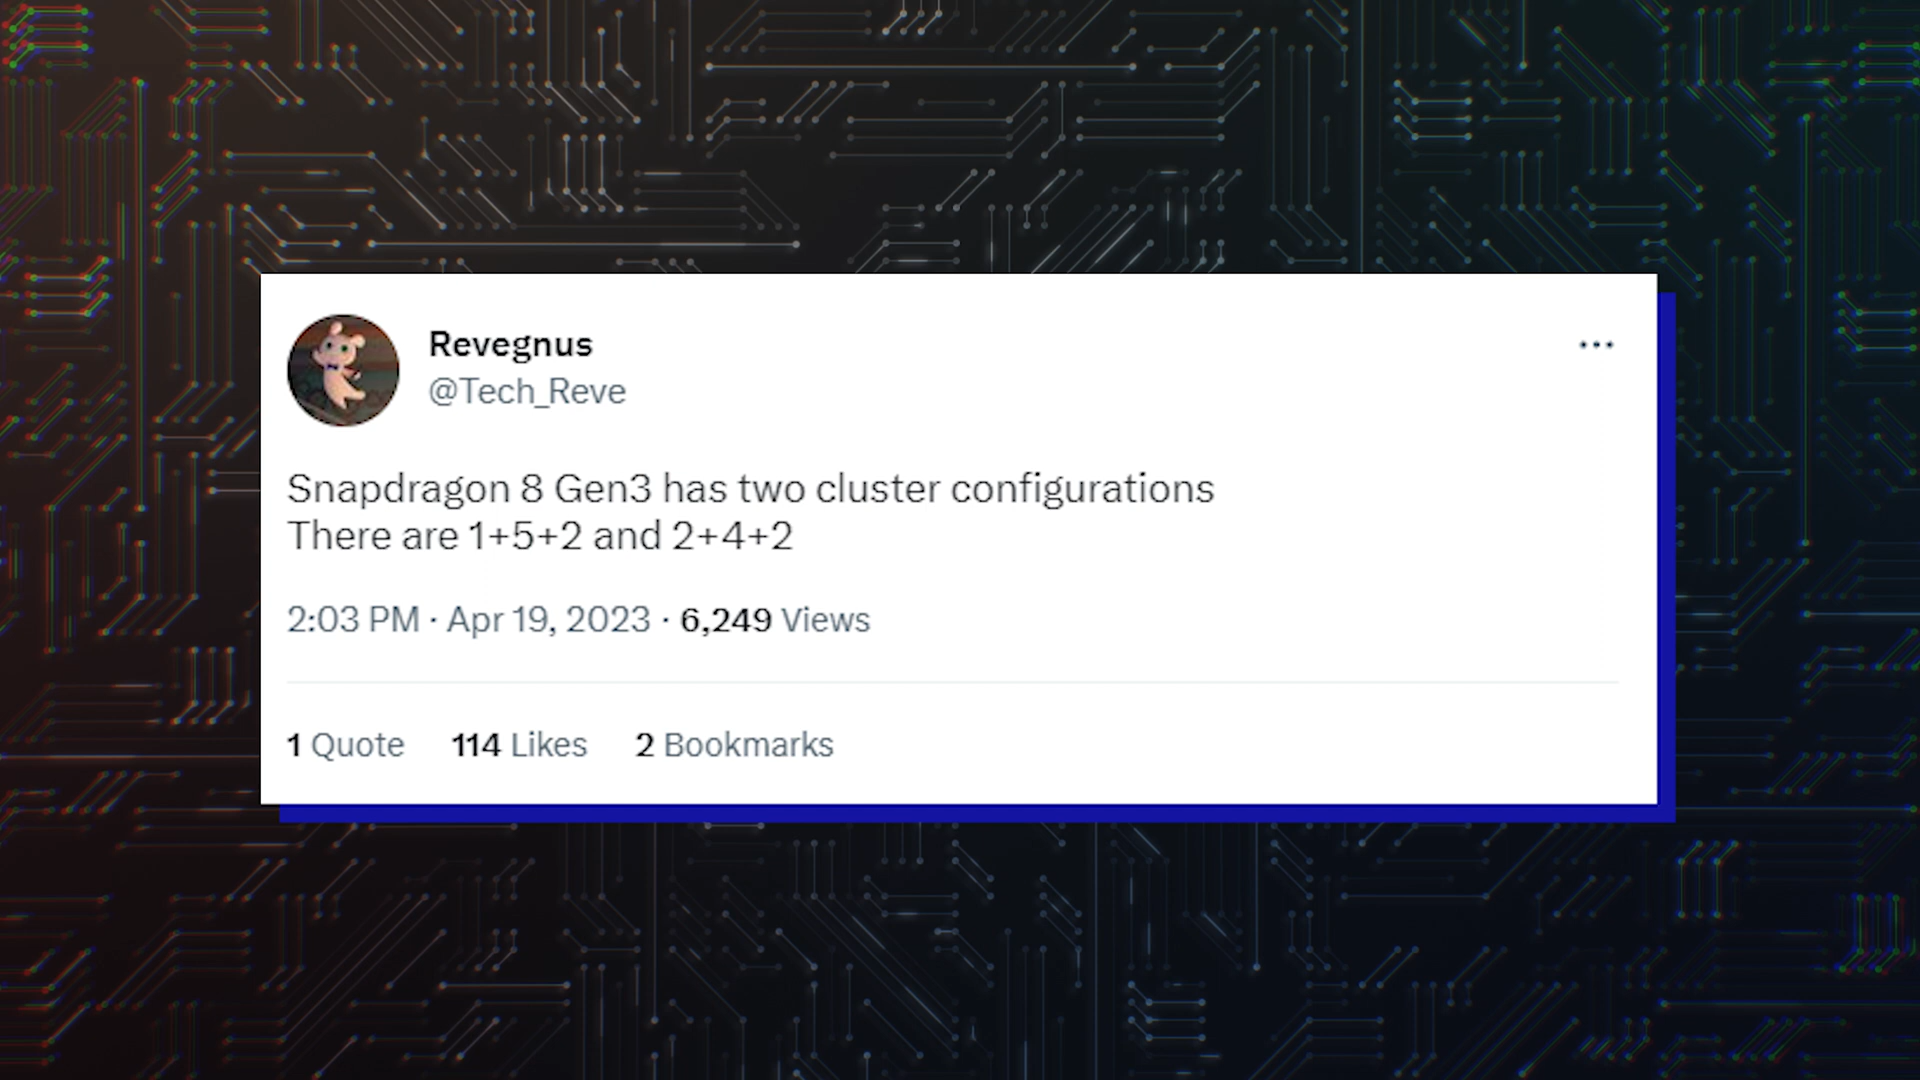 Revegnus
@Tech_Reve
Snapdragon 8 Gen3 has two cluster configurations
There are 1+5+2 and 2+4+2
2:03 PM · Apr 19, 2023 · 6,249 Views
1 Quote 114 Likes 2 Bookmarks